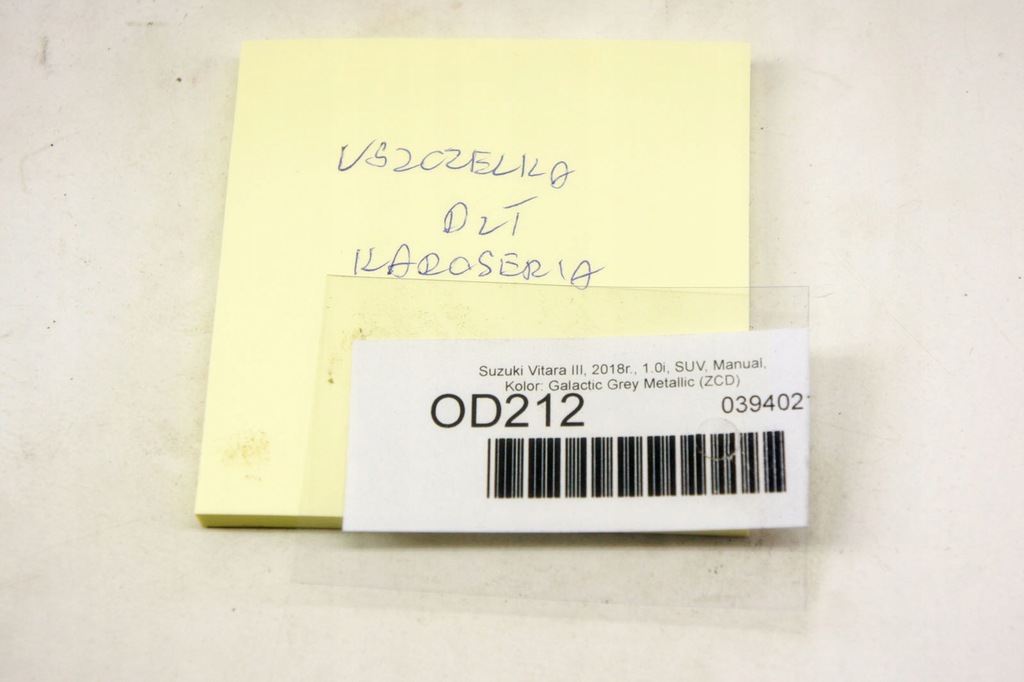 USZCZELKA
DZT
KAROSERIA
Suzuki Vitara III, 2018r., 1.0i, SUV, Manual,
Kolor: Galactic Grey Metallic (ZCD)
OD212
039402